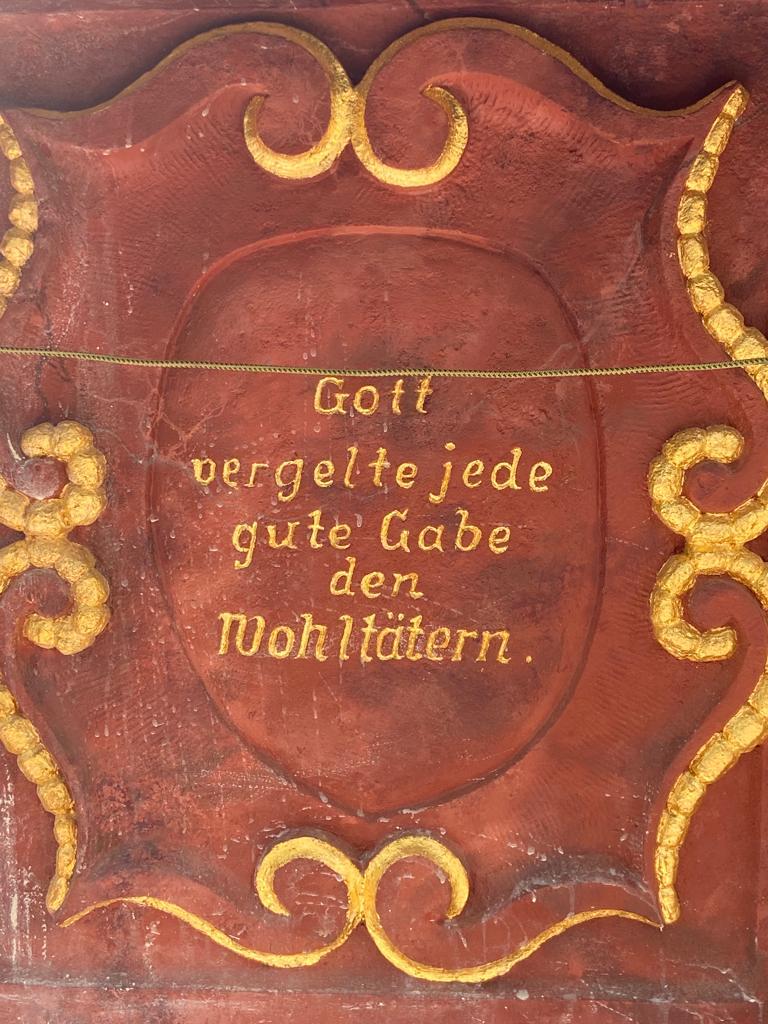 Gott
vergelte jede
gute Gabe
den
Wohltätern.